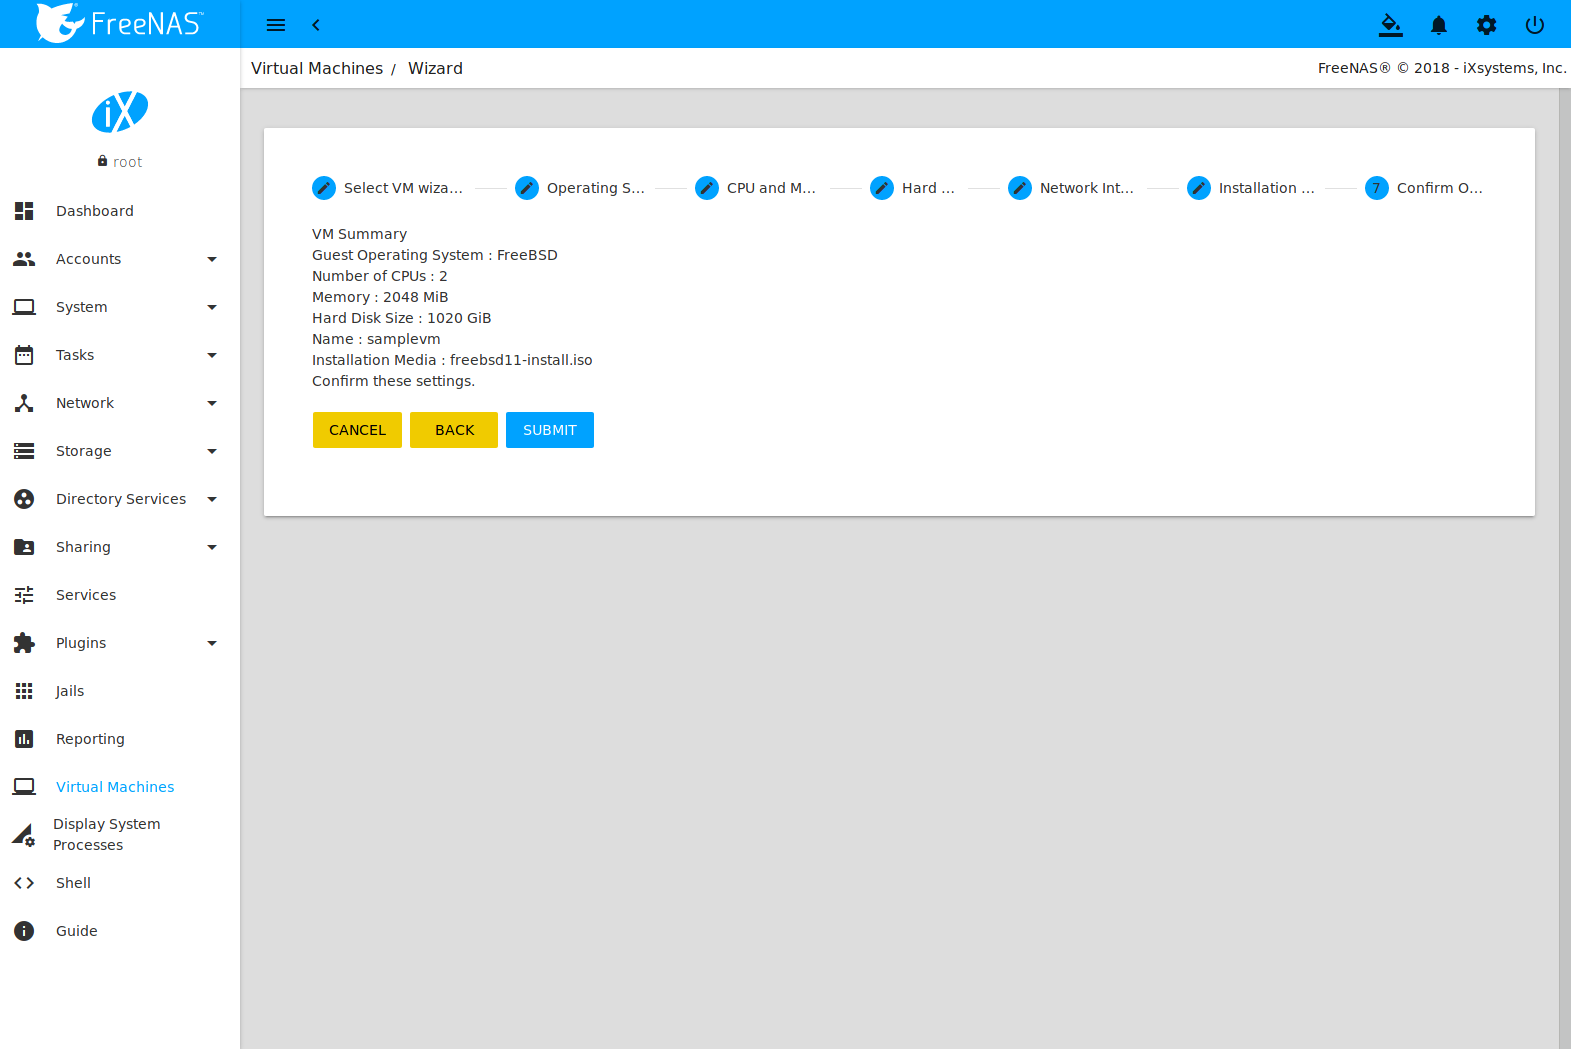 FreeNAS™
Virtual Machines / Wizard
FreeNAS® © 2018 - iXsystems, Inc.
iX
root
Dashboard
Accounts
System
Tasks
Network
Storage
Directory Services
Sharing
Services
Plugins
Jails
Reporting
Virtual Machines
Display System
Processes
Shell
Guide
Select VM wiza...
Operating S...
CPU and M...
Hard ...
Network Int...
Installation ...
7 Confirm O...
VM Summary
Guest Operating System : FreeBSD
Number of CPUs : 2
Memory : 2048 MiB
Hard Disk Size : 1020 GiB
Name : samplevm
Installation Media : freebsd11-install.iso
Confirm these settings.
CANCEL
BACK
SUBMIT